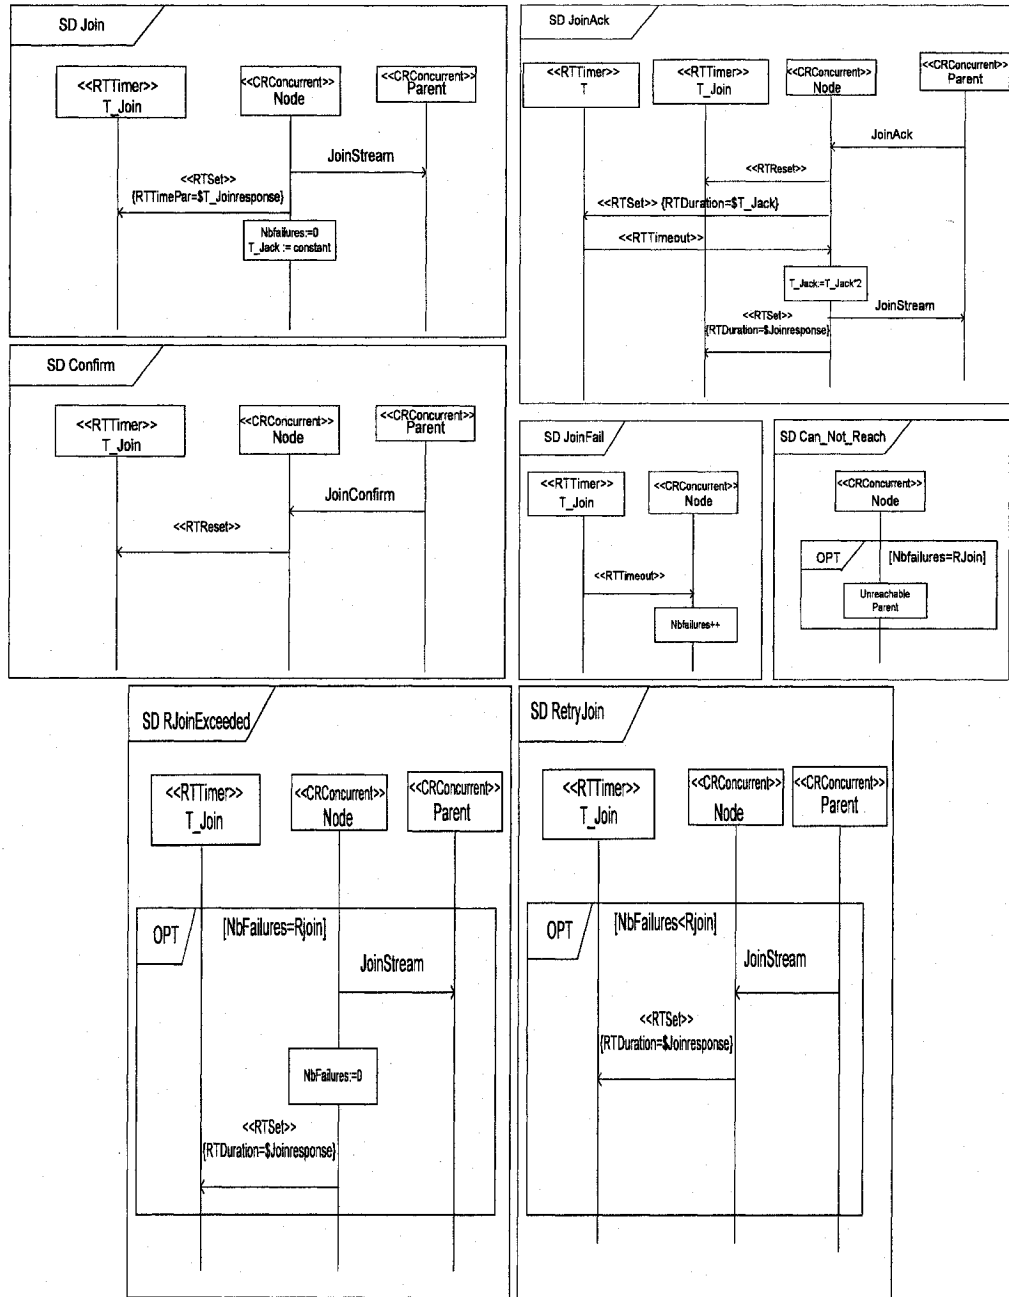 SD Join
<<RTTimer>>
T_Join
<<CRConcurrent>>
Node
<<CRConcurrent>>
Parent
JoinStream
<<RTSet>>
{RTTimePar=$T_Joinresponse}
Nbfailures:=0
T_Jack := constant
SD JoinAck
<<RTTimer>>
T
<<RTTimer>>
T_Join
<<CRConcurrent>>
Node
<<CRConcurrent>>
Parent
JoinAck
<<RTReset>>
<<RTSet>> {RTDuration=$T_Jack}
<<RTTimeout>>
T_Jack:=T_Jack*2
<<RTSet>>
{RTDuration=$Joinresponse}
JoinStream
SD Confirm
<<RTTimer>>
T_Join
<<CRConcurrent>>
Node
<<CRConcurrent>>
Parent
JoinConfirm
<<RTReset>>
SD JoinFail
<<RTTimer>>
T_Join
<<CRConcurrent>>
Node
<<RTTimeout>>
Nbfailures++
SD Can_Not_Reach
<<CRConcurrent>>
Node
OPT
[Nbfailures=RJoin]
Unreachable
Parent
SD RJoinExceeded
<<RTTimer>>
T_Join
<<CRConcurrent>>
Node
<<CRConcurrent>>
Parent
OPT
[NbFailures=Rjoin]
JoinStream
NbFailures:=0
<<RTSet>>
{RTDuration=$Joinresponse}
SD RetryJoin
<<RTTimer>>
T_Join
<<CRConcurrent>>
Node
<<CRConcurrent>>
Parent
OPT
[NbFailures<Rjoin]
JoinStream
<<RTSet>>
{RTDuration=$Joinresponse}